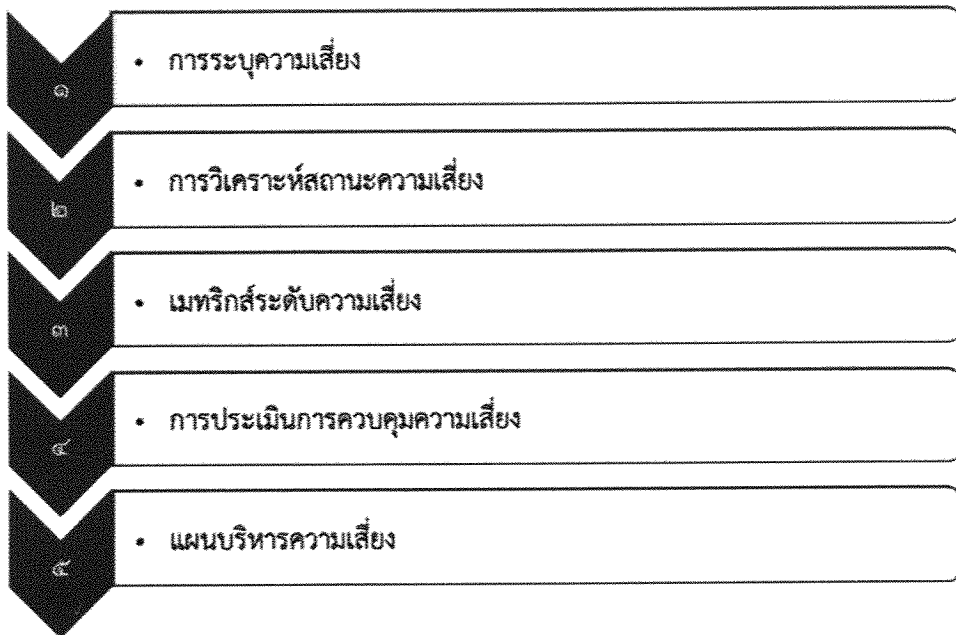 ๑
• การระบุความเสี่ยง
๒
• การวิเคราะห์สถานะความเสี่ยง
๓
• เมทริกส์ระดับความเสี่ยง
๔
• การประเมินการควบคุมความเสี่ยง
๕
• แผนบริหารความเสี่ยง